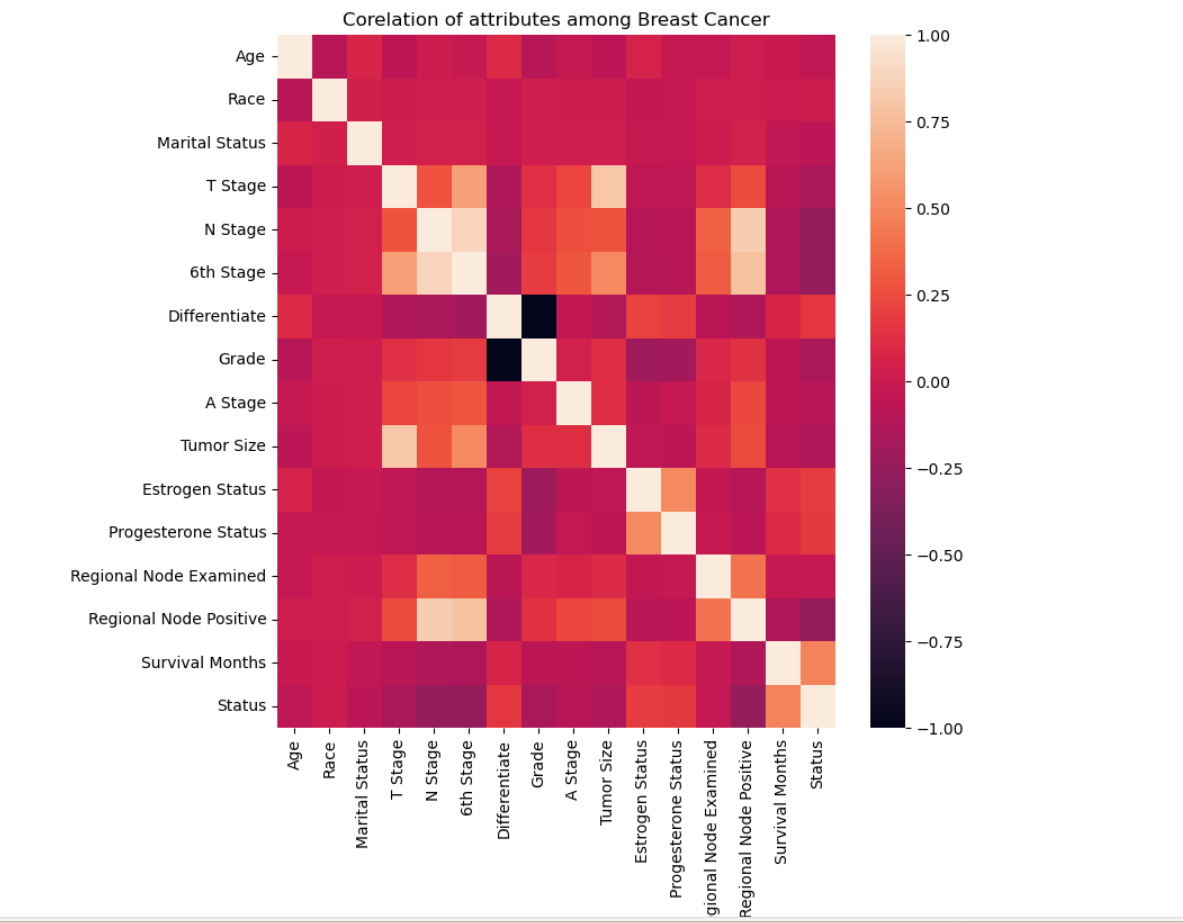 Corelation of attributes among Breast Cancer
Age
Race
Marital Status
T Stage
N Stage
6th Stage
Differentiate
Grade
A Stage
Tumor Size
Estrogen Status
Progesterone Status
Regional Node Examined
Regional Node Positive
Survival Months
Status
1.00
0.75
0.50
0.25
0.00
−0.25
−0.50
−0.75
−1.00
Age
Race
Marital Status
T Stage
N Stage
6th Stage
Differentiate
Grade
A Stage
Tumor Size
Estrogen Status
Progesterone Status
gional Node Examined
Regional Node Positive
Survival Months
Status